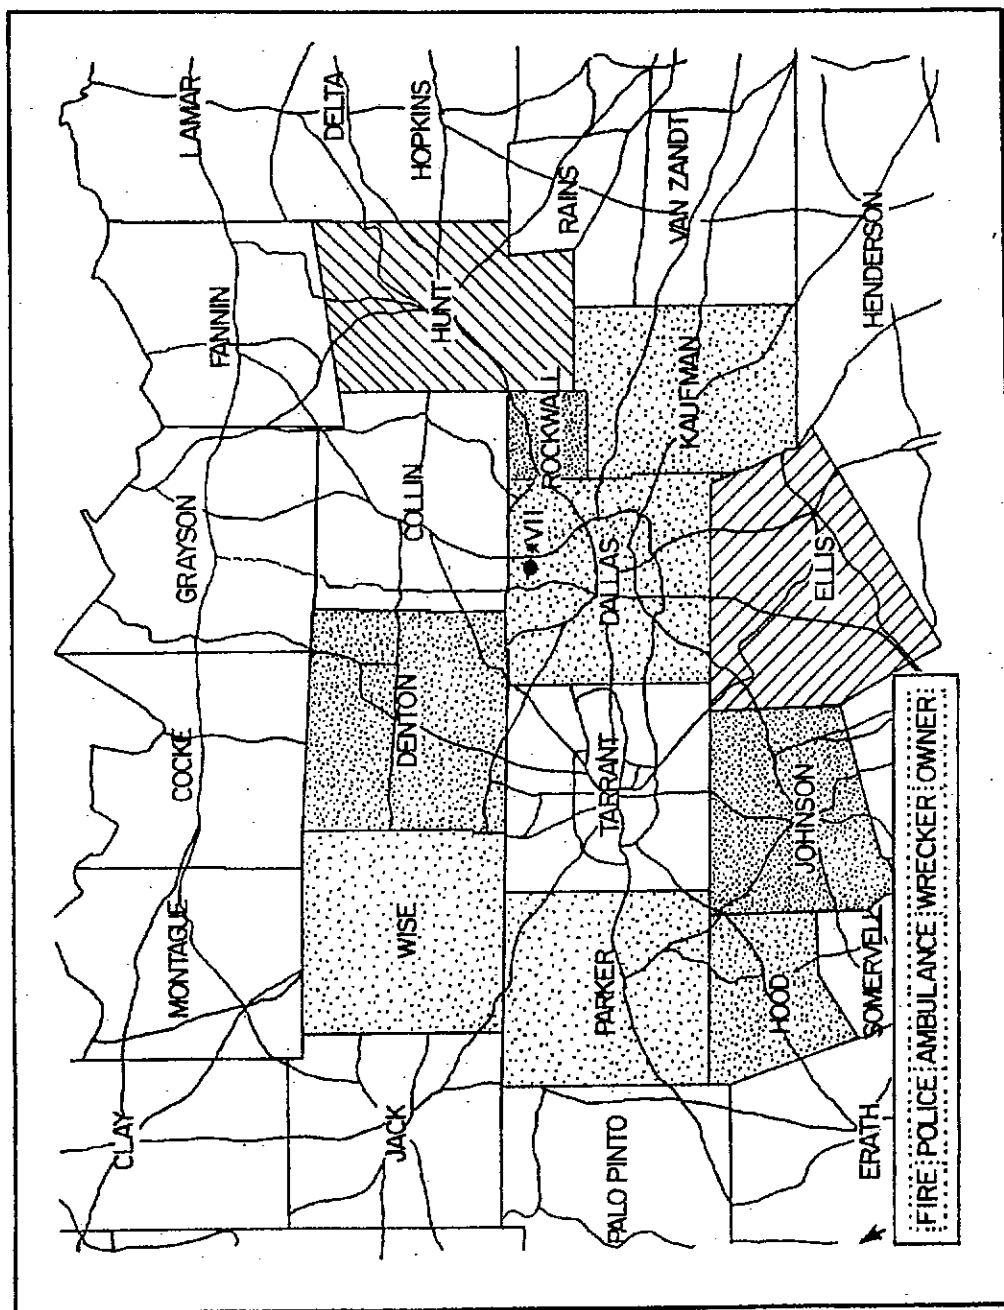 LAMAR
DELTA
HOPKINS
RAINS
VAN ZANDT
HENDERSON
FANNIN
HUNT
KAUFMAN
ROCKWALL
GRAYSON
COLLIN
*VII
DALLAS
ELLIS
COCKE
DENTON
TARRANT
JOHNSON
MONTAGUE
WISE
PARKER
HOOD
SOMERVELL
CLAY
JACK
PALO PINTO
ERATH
FIRE POLICE AMBULANCE WRECKER OWNER